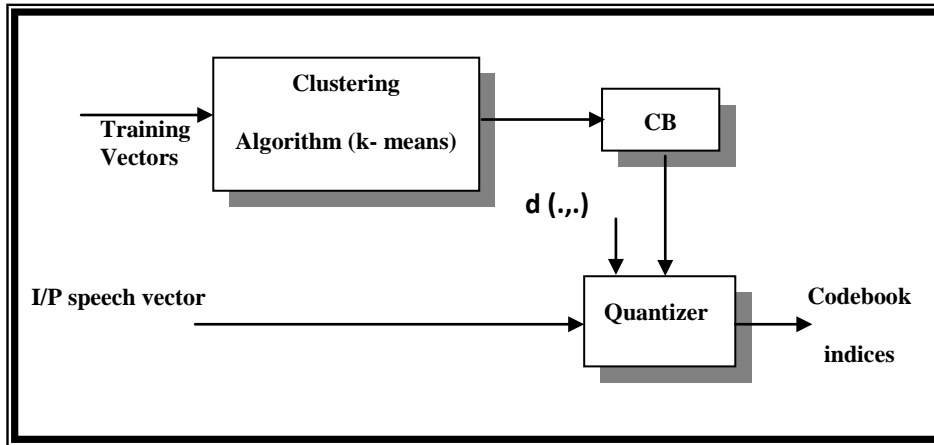 Clustering
Algorithm (k- means)
Training
Vectors
CB
d (.,.)
I/P speech vector
Quantizer
Codebook
indices